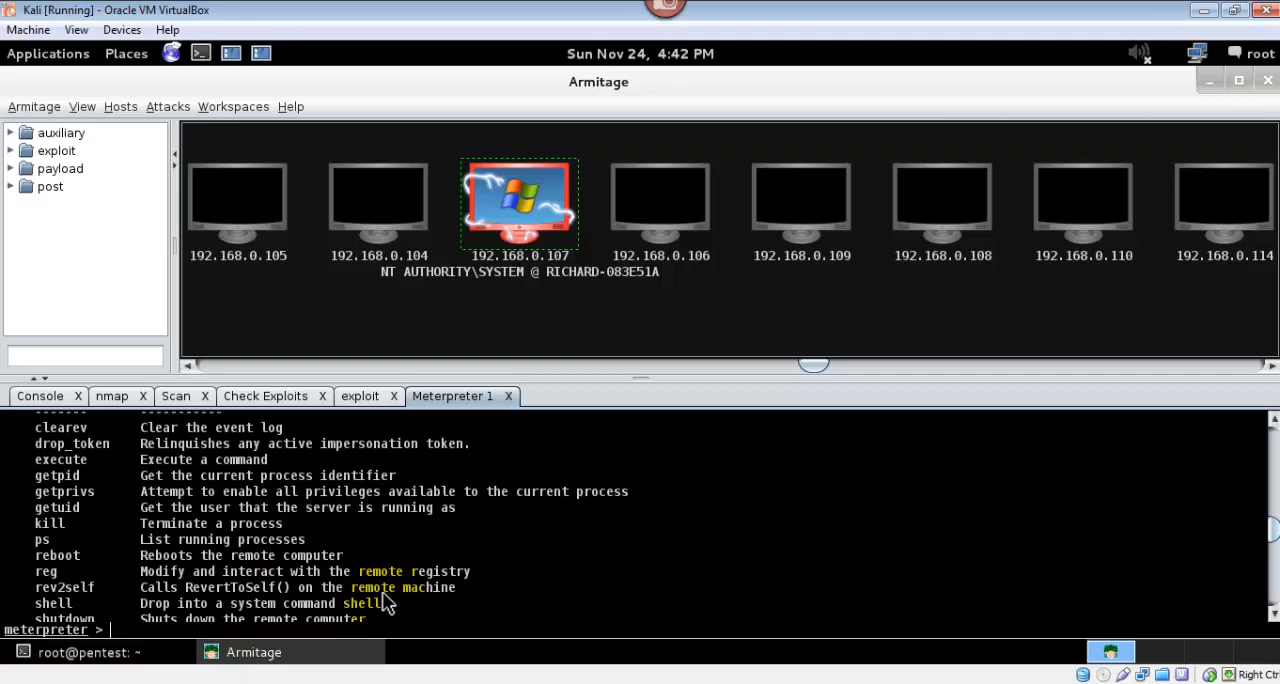 Kali [Running] - Oracle VM VirtualBox
Machine View Devices Help
Applications Places Sun Nov 24, 4:42 PM root
Armitage
Armitage View Hosts Attacks Workspaces Help
auxiliary
exploit
payload
post
192.168.0.105 192.168.0.104 192.168.0.107 192.168.0.106 192.168.0.109 192.168.0.108 192.168.0.110 192.168.0.114
NT AUTHORITY\SYSTEM @ RICHARD-083E51A
Console X nmap X Scan X Check Exploits X exploit X Meterpreter 1 X
------- -----------
clearev Clear the event log
drop_token Relinquishes any active impersonation token.
execute Execute a command
getpid Get the current process identifier
getprivs Attempt to enable all privileges available to the current process
getuid Get the user that the server is running as
kill Terminate a process
ps List running processes
reboot Reboots the remote computer
reg Modify and interact with the remote registry
rev2self Calls RevertToSelf() on the remote machine
shell Drop into a system command shell
shutdown Shuts down the remote computer
meterpreter >
root@pentest: ~ Armitage
Right Ctr